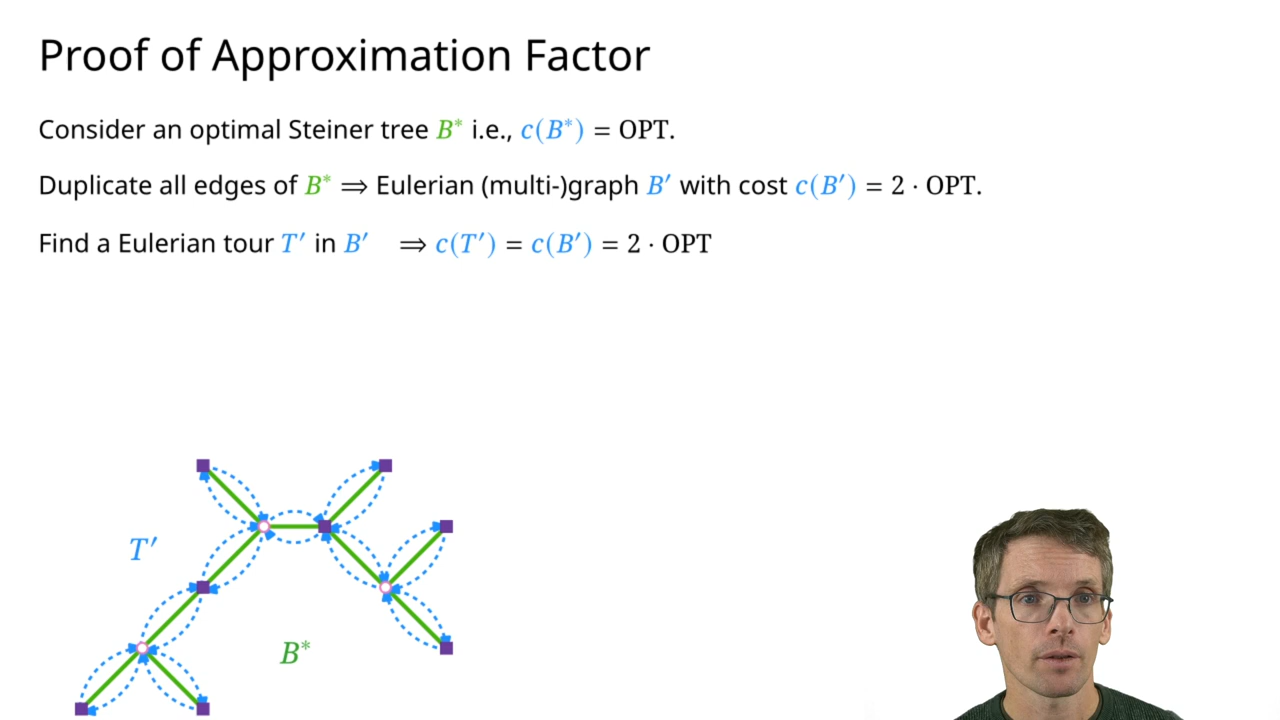 Proof of Approximation Factor
Consider an optimal Steiner tree B* i.e., c(B*) = OPT.
Duplicate all edges of B* ⟹ Eulerian (multi-)graph B′ with cost c(B′) = 2 · OPT.
Find a Eulerian tour T′ in B′ ⟹ c(T′) = c(B′) = 2 · OPT
T′
B*